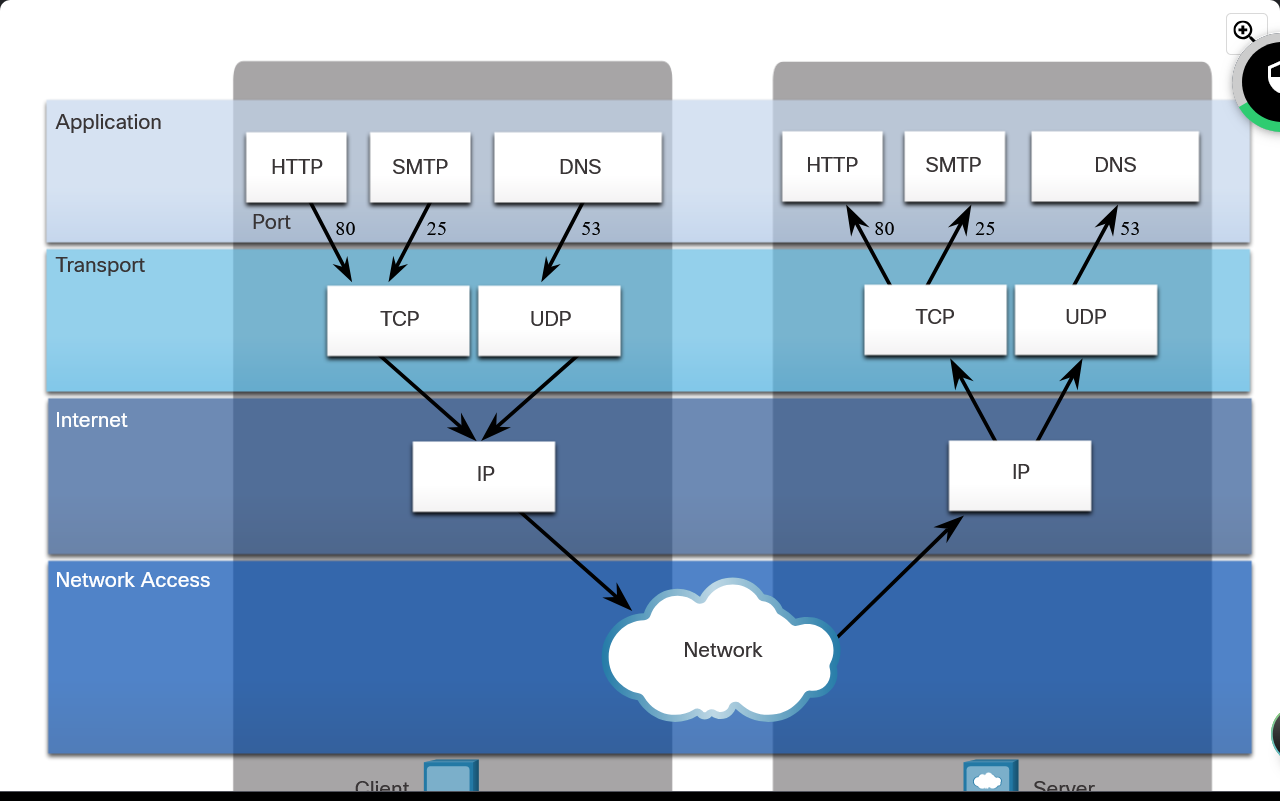 Application
HTTP SMTP DNS
HTTP SMTP DNS
Port 80 25 53
80 25 53
Transport
TCP UDP
TCP UDP
Internet
IP
IP
Network Access
Network
Client
Server